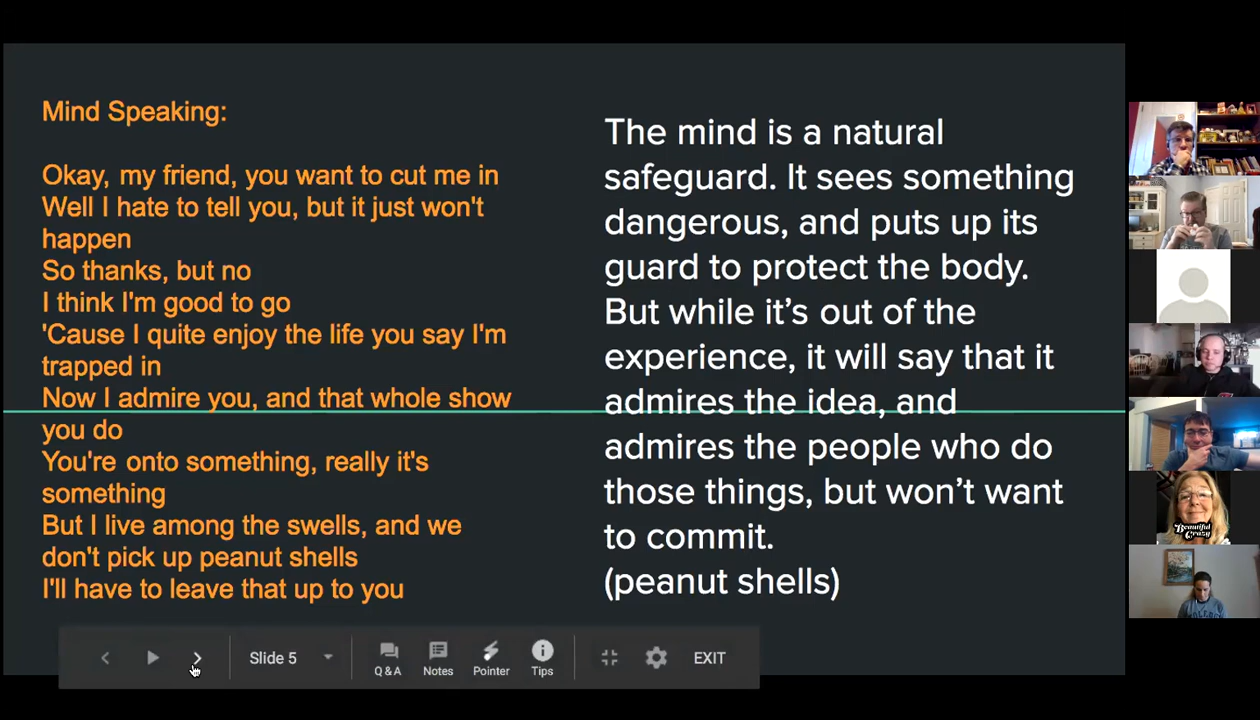 Mind Speaking:
Okay, my friend, you want to cut me in
Well I hate to tell you, but it just won't
happen
So thanks, but no
I think I'm good to go
'Cause I quite enjoy the life you say I'm
trapped in
Now I admire you, and that whole show
you do
You're onto something, really it's
something
But I live among the swells, and we
don't pick up peanut shells
I'll have to leave that up to you
The mind is a natural
safeguard. It sees something
dangerous, and puts up its
guard to protect the body.
But while it’s out of the
experience, it will say that it
admires the idea, and
admires the people who do
those things, but won’t want
to commit.
(peanut shells)
Slide 5
Q & A
Notes
Pointer
Tips
EXIT
Beautiful
Crazy